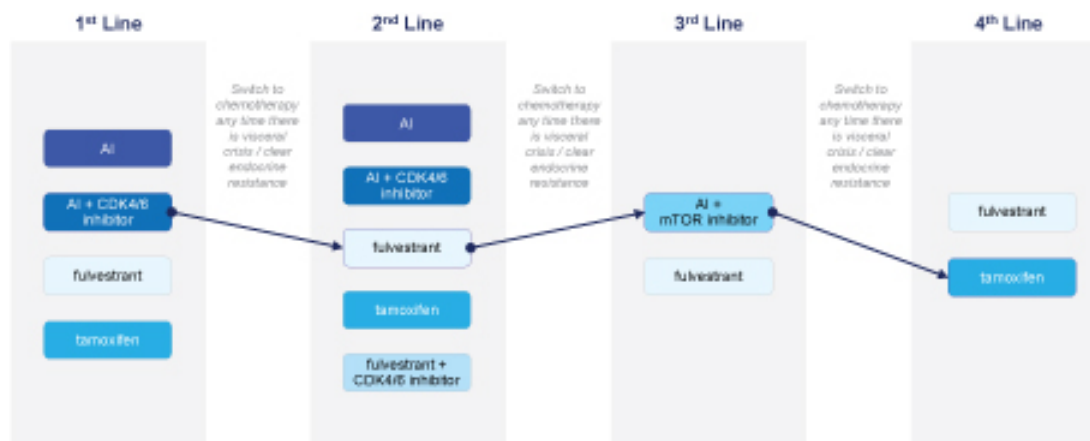 1st Line
2nd Line
3rd Line
4th Line
AI
AI + CDK4/6
inhibitor
fulvestrant
tamoxifen
Switch to
chemotherapy
any time there
is visceral
crisis / clear
endocrine
resistance
AI
AI + CDK4/6
inhibitor
fulvestrant
tamoxifen
fulvestrant +
CDK4/6 inhibitor
Switch to
chemotherapy
any time there
is visceral
crisis / clear
endocrine
resistance
AI +
mTOR inhibitor
fulvestrant
Switch to
chemotherapy
any time there
is visceral
crisis / clear
endocrine
resistance
fulvestrant
tamoxifen